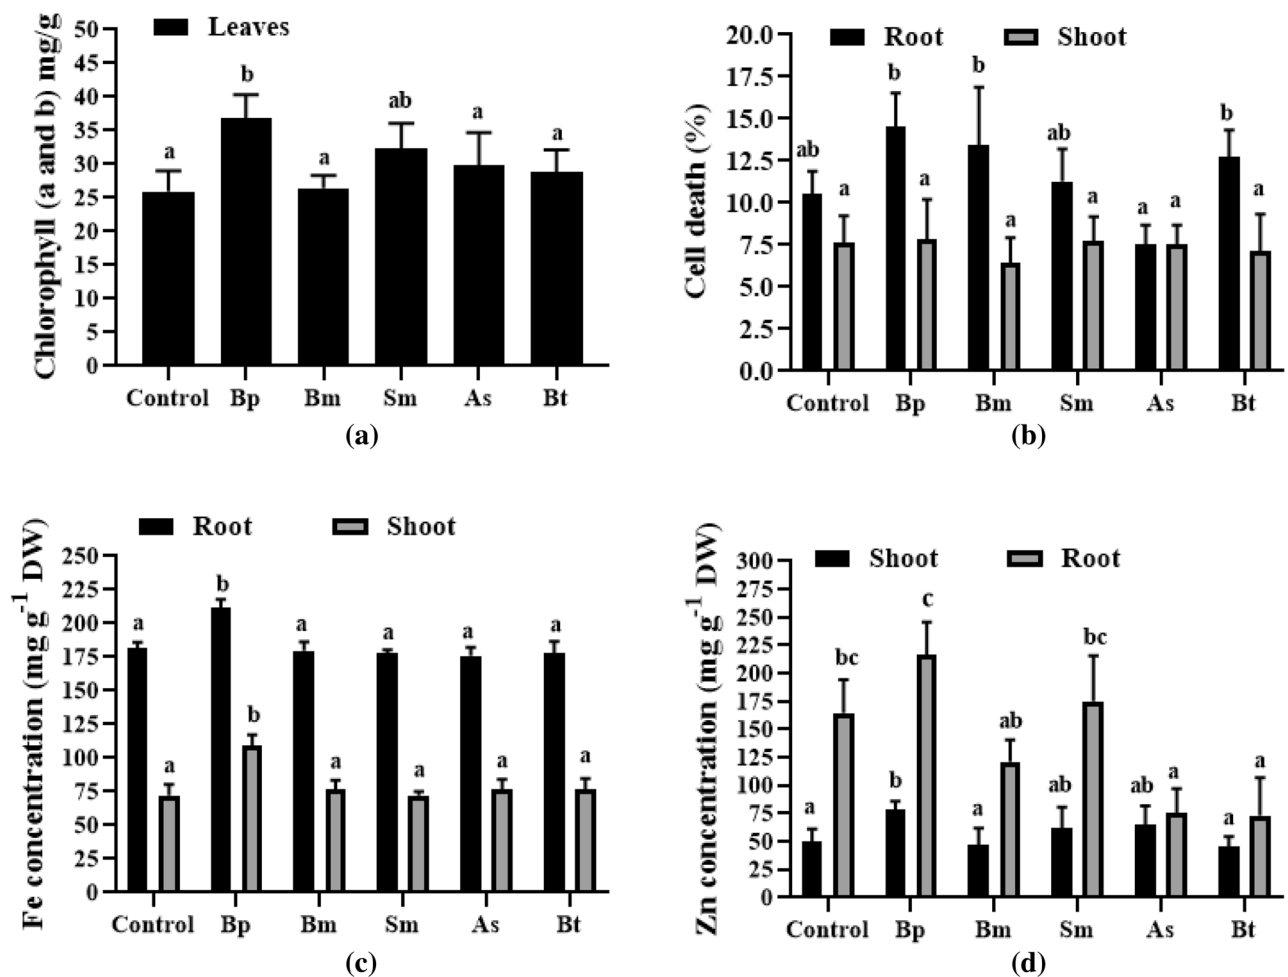 Chlorophyll (a and b) mg/g
Leaves
50
45
40
35
30
25
20
15
10
5
0
a
b
a
ab
a
a
Control Bp Bm Sm As Bt
(a)
Cell death (%)
Root Shoot
20.0
17.5
15.0
12.5
10.0
7.5
5.0
2.5
0.0
ab a b a b a ab a a a b a
Control Bp Bm Sm As Bt
(b)
Fe concentration (mg g-1 DW)
Root Shoot
250
225
200
175
150
125
100
75
50
25
0
a a b b a a a a a a a a
Control Bp Bm Sm As Bt
(c)
Zn concentration (mg g-1 DW)
Shoot Root
300
275
250
225
200
175
150
125
100
75
50
25
0
a bc b c a ab ab bc ab a a a
Control Bp Bm Sm As Bt
(d)